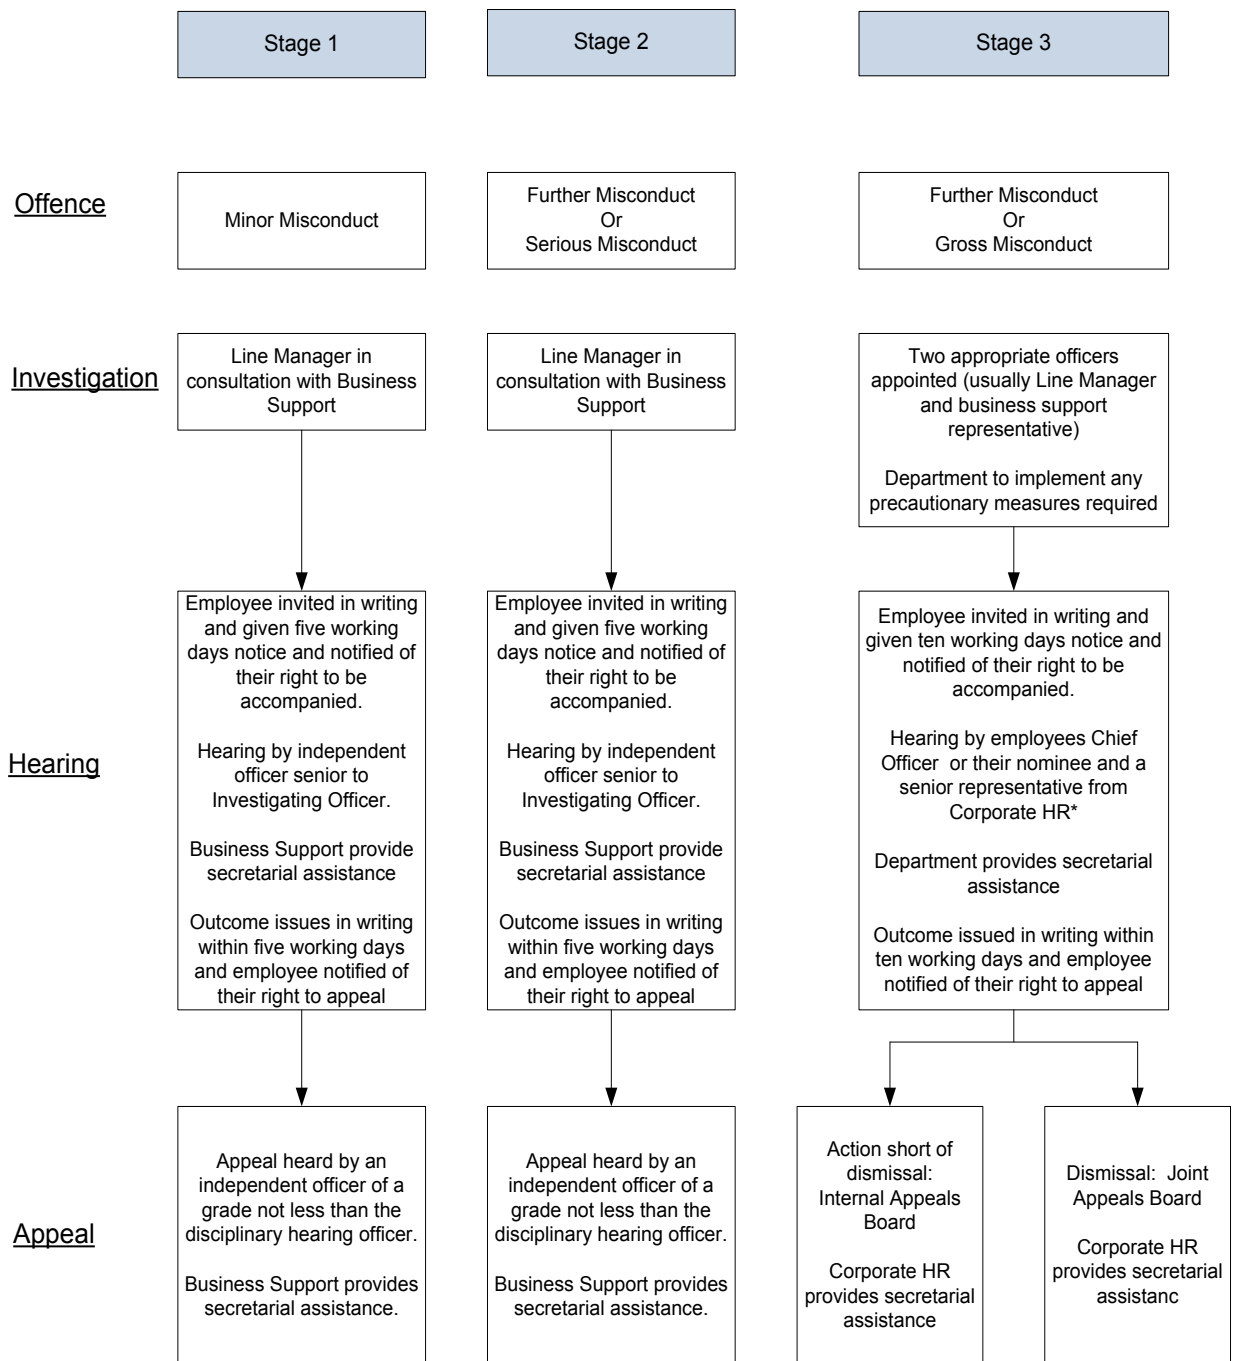 Stage 1
Stage 2
Stage 3
Offence
Minor Misconduct
Further Misconduct
Or
Serious Misconduct
Further Misconduct
Or
Gross Misconduct
Investigation
Line Manager in
consultation with Business
Support
Line Manager in
consultation with Business
Support
Two appropriate officers
appointed (usually Line Manager
and business support
representative)
Department to implement any
precautionary measures required
Hearing
Employee invited in writing
and given five working
days notice and notified of
their right to be
accompanied.
Hearing by independent
officer senior to
Investigating Officer.
Business Support provide
secretarial assistance
Outcome issues in writing
within five working days
and employee notified of
their right to appeal
Employee invited in writing
and given five working
days notice and notified of
their right to be
accompanied.
Hearing by independent
officer senior to
Investigating Officer.
Business Support provide
secretarial assistance
Outcome issues in writing
within five working days
and employee notified of
their right to appeal
Employee invited in writing and
given ten working days notice and
notified of their right to be
accompanied.
Hearing by employees Chief
Officer or their nominee and a
senior representative from
Corporate HR*
Department provides secretarial
assistance
Outcome issued in writing within
ten working days and employee
notified of their right to appeal
Appeal
Appeal heard by an
independent officer of a
grade not less than the
disciplinary hearing officer.
Business Support provides
secretarial assistance.
Appeal heard by an
independent officer of a
grade not less than the
disciplinary hearing officer.
Business Support provides
secretarial assistance.
Action short of
dismissal:
Internal Appeals
Board
Corporate HR
provides secretarial
assistance
Dismissal: Joint
Appeals Board
Corporate HR
provides secretarial
assistanc